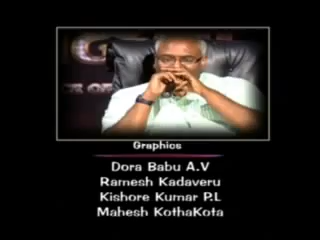 Graphics
Dora Babu A.V
Ramesh Kadaveru
Kishore Kumar P.L
Mahesh KothaKota